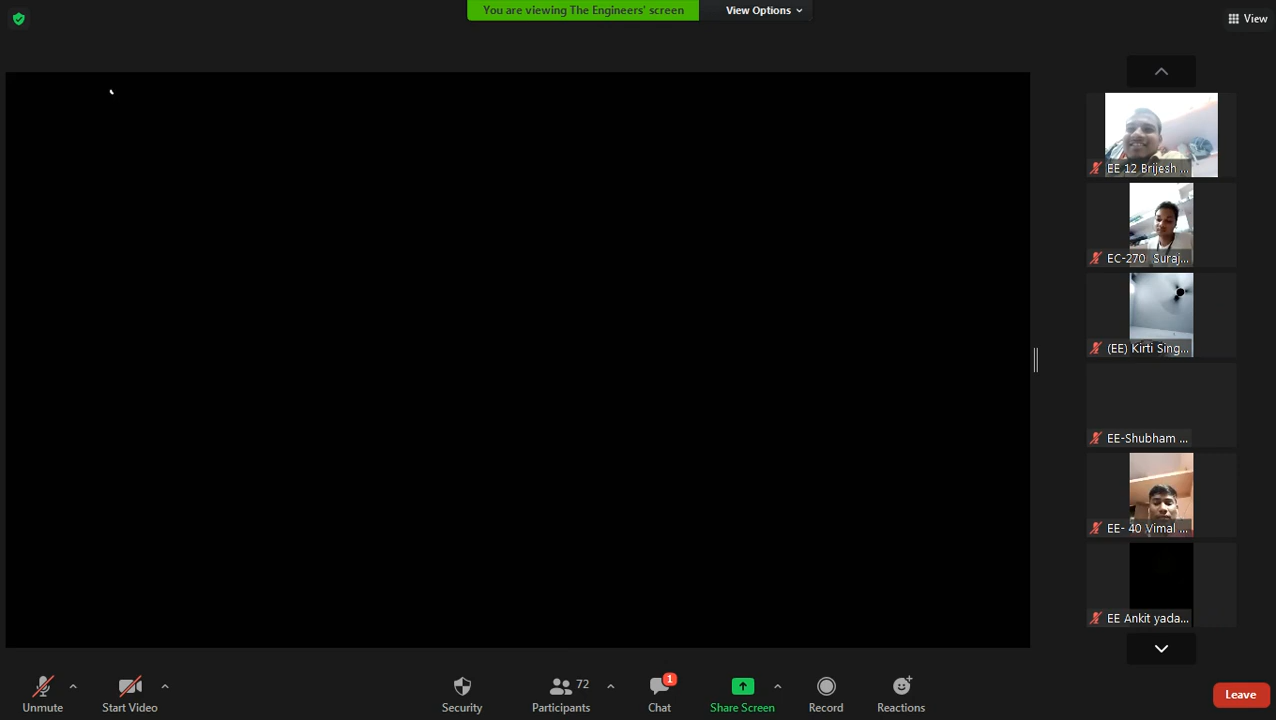 You are viewing The Engineers' screen
View Options
View
EE 12 Brijesh ...
EC-270 Suraj...
(EE) Kirti Sing...
EE-Shubham ...
EE- 40 Vimal ...
EE Ankit yada...
Unmute
Start Video
Security
72
Participants
1
Chat
Share Screen
Record
Reactions
Leave